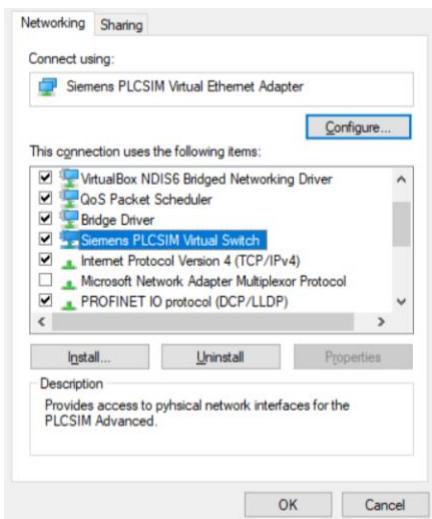 Networking Sharing
Connect using:
Siemens PLCSIM Virtual Ethernet Adapter
Configure...
This connection uses the following items:
VirtualBox NDIS6 Bridged Networking Driver
QoS Packet Scheduler
Bridge Driver
Siemens PLCSIM Virtual Switch
Internet Protocol Version 4 (TCP/IPv4)
Microsoft Network Adapter Multiplexor Protocol
PROFINET IO protocol (DCP/LLDP)
Install... Uninstall Properties
Description
Provides access to pyhsical network interfaces for the
PLCSIM Advanced.
OK Cancel